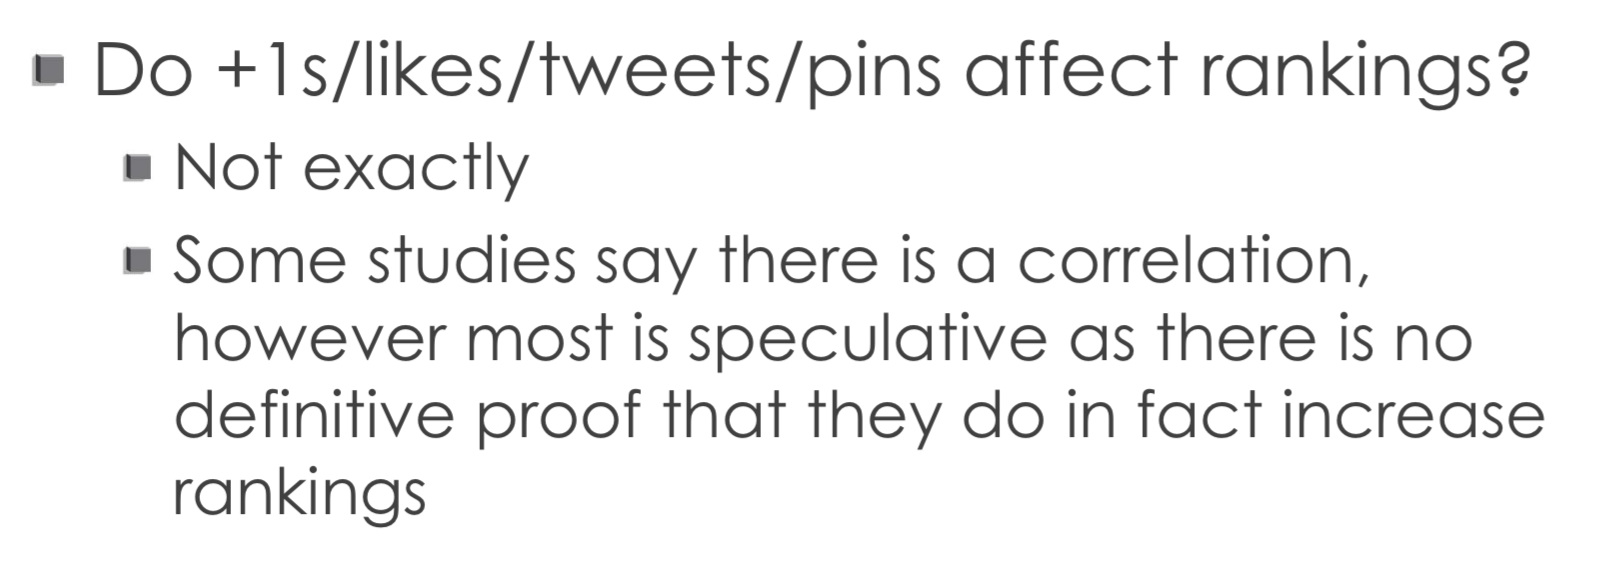 Do +1s/likes/tweets/pins affect rankings?
Not exactly
Some studies say there is a correlation,
however most is speculative as there is no
definitive proof that they do in fact increase
rankings